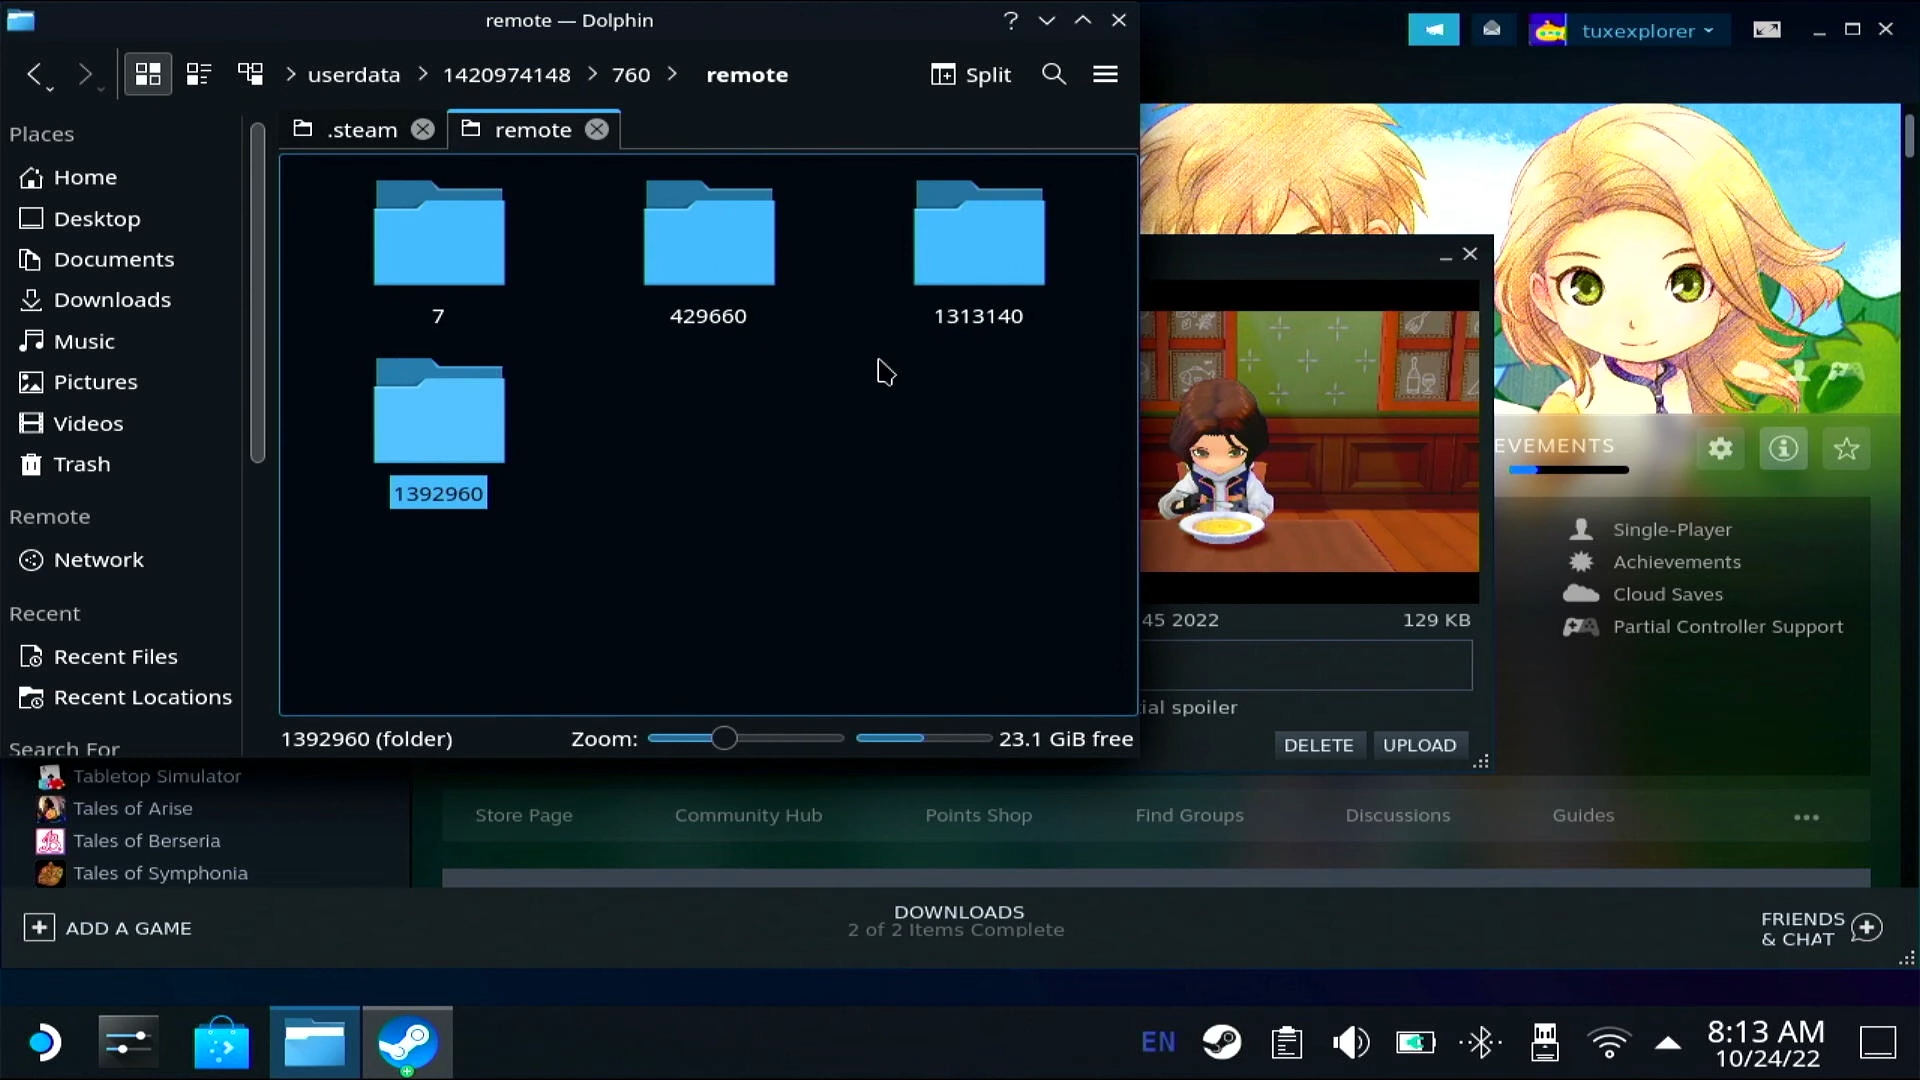 remote — Dolphin
userdata
1420974148
760
remote
Split
tuxexplorer
.steam
remote
Places
Home
Desktop
Documents
Downloads
Music
Pictures
Videos
Trash
Remote
Network
Recent
Recent Files
Recent Locations
Search For
7
429660
1313140
1392960
1392960 (folder)
Zoom:
23.1 GiB free
45 2022
129 KB
ial spoiler
DELETE
UPLOAD
EVEMENTS
Single-Player
Achievements
Cloud Saves
Partial Controller Support
Tabletop Simulator
Tales of Arise
Tales of Berseria
Tales of Symphonia
Store Page
Community Hub
Points Shop
Find Groups
Discussions
Guides
ADD A GAME
DOWNLOADS
2 of 2 Items Complete
FRIENDS
& CHAT
EN
8:13 AM
10/24/22